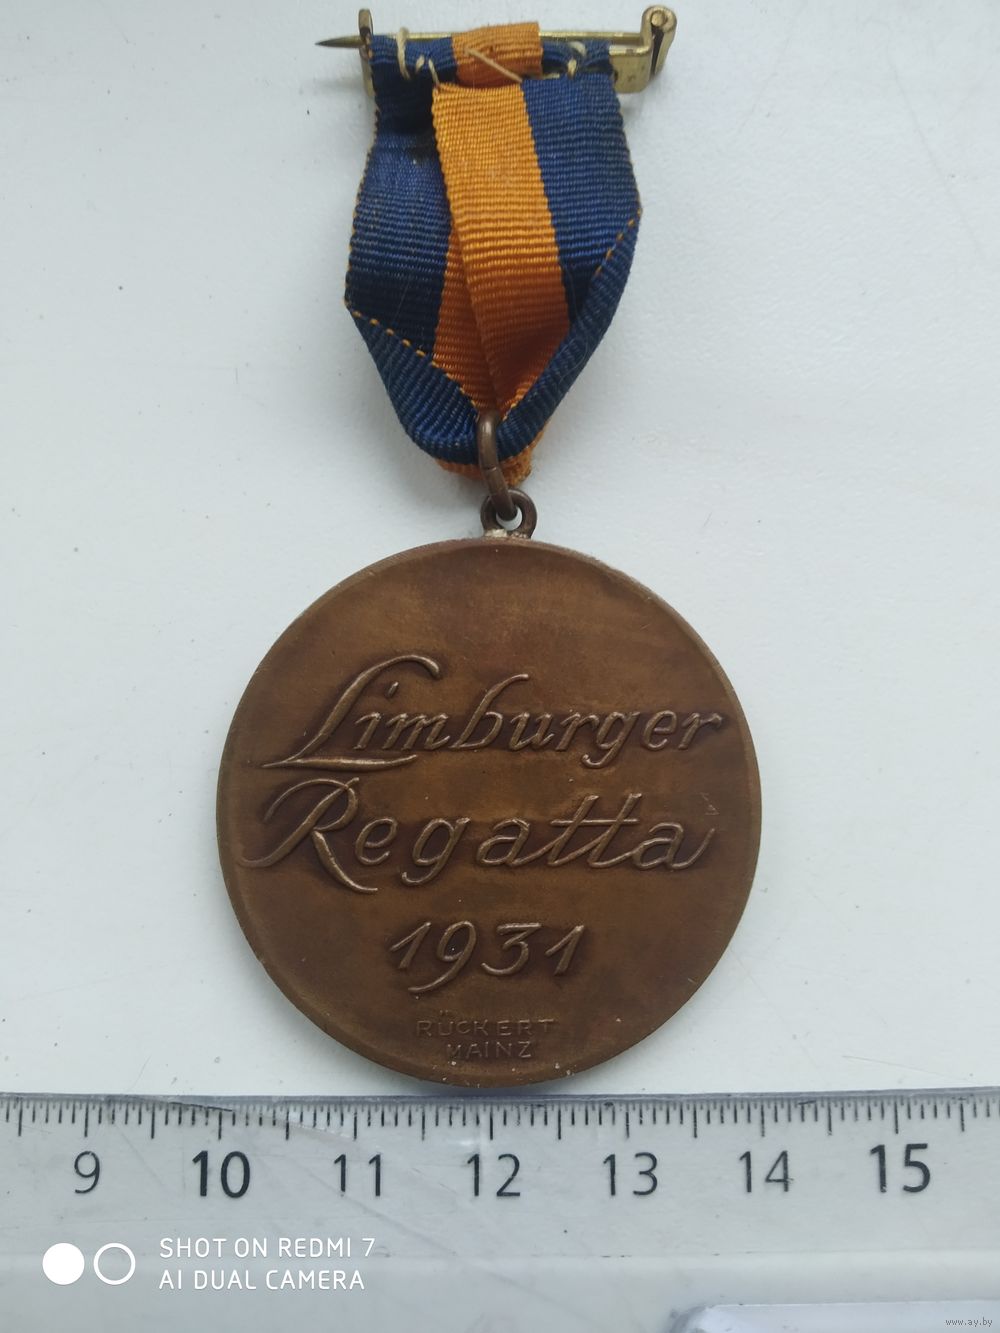 Limburger
Regatta
1931
RÜCKERT
MAINZ
9 10 11 12 13 14 15
SHOT ON REDMI 7
AI DUAL CAMERA
www.ay.by